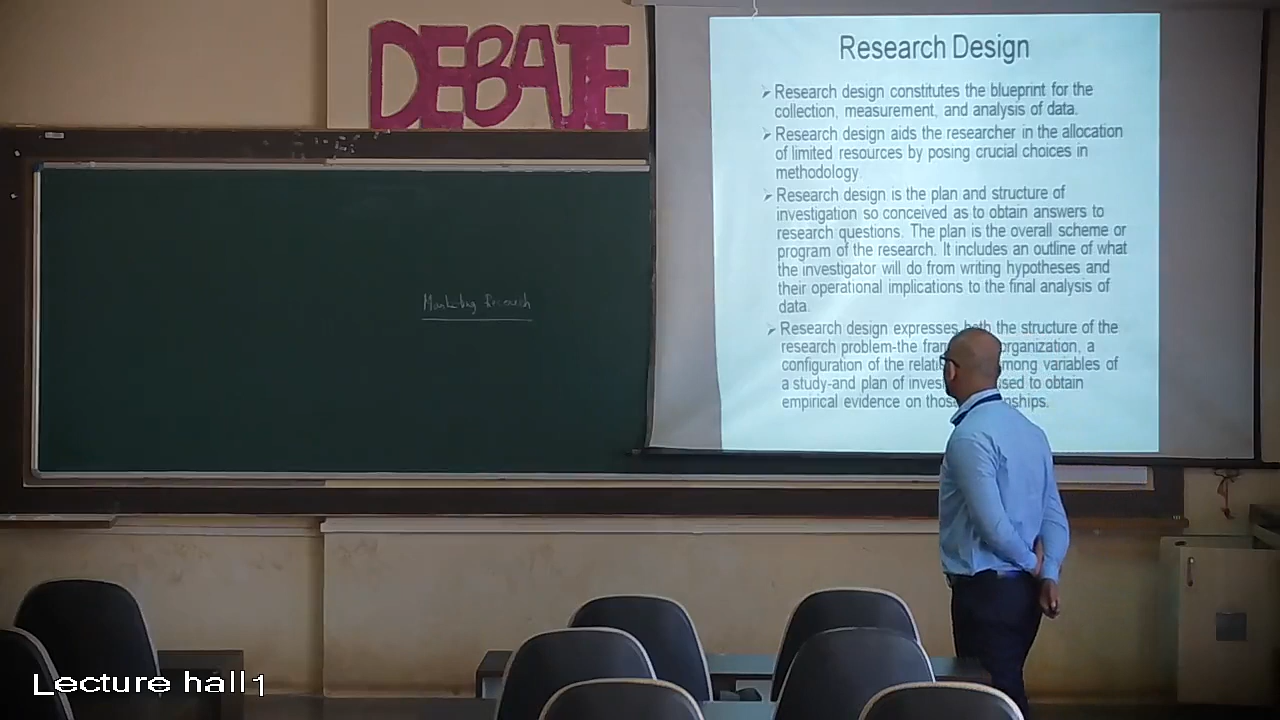 DEBATE
Research Design
➢ Research design constitutes the blueprint for the
collection, measurement, and analysis of data.
➢ Research design aids the researcher in the allocation
of limited resources by posing crucial choices in
methodology.
➢ Research design is the plan and structure of
investigation so conceived as to obtain answers to
research questions. The plan is the overall scheme or
program of the research. It includes an outline of what
the investigator will do from writing hypotheses and
their operational implications to the final analysis of
data.
➢ Research design expresses both the structure of the
research problem-the organization, a
configuration of the among variables of
a study-and plan of used to obtain
empirical evidence on
Marketing Research
Lecture hall1